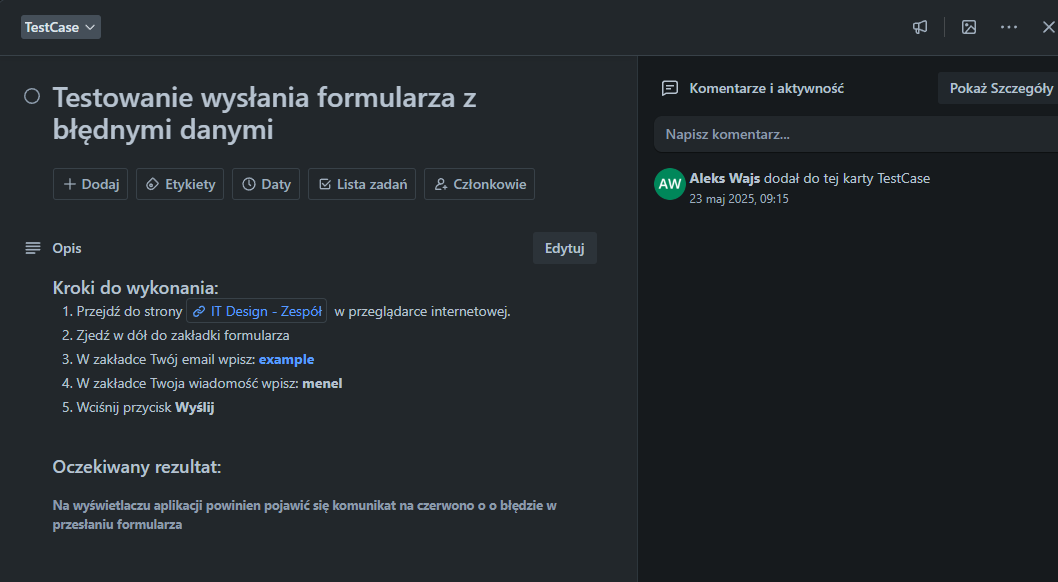 TestCase
Testowanie wysłania formularza z
błędnymi danymi
Dodaj
Etykiety
Daty
Lista zadań
Członkowie
Opis
Edytuj
Kroki do wykonania:
1. Przejdź do strony IT Design - Zespół w przeglądarce internetowej.
2. Zjedź w dół do zakładki formularza
3. W zakładce Twój email wpisz: example
4. W zakładce Twoja wiadomość wpisz: menel
5. Wciśnij przycisk Wyślij
Oczekiwany rezultat:
Na wyświetlaczu aplikacji powinien pojawić się komunikat na czerwono o o błędzie w
przesłaniu formularza
Komentarze i aktywność
Pokaż Szczegóły
Napisz komentarz...
AW
Aleks Wajs dodał do tej karty TestCase
23 maj 2025, 09:15